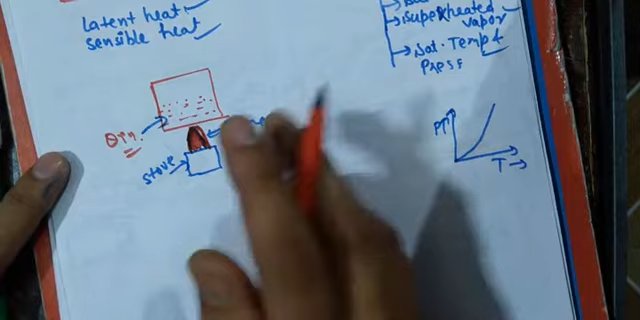 Latent heat
sensible heat
superheated
vapor
Sat. Temp &
Press
stove
P↑
T→